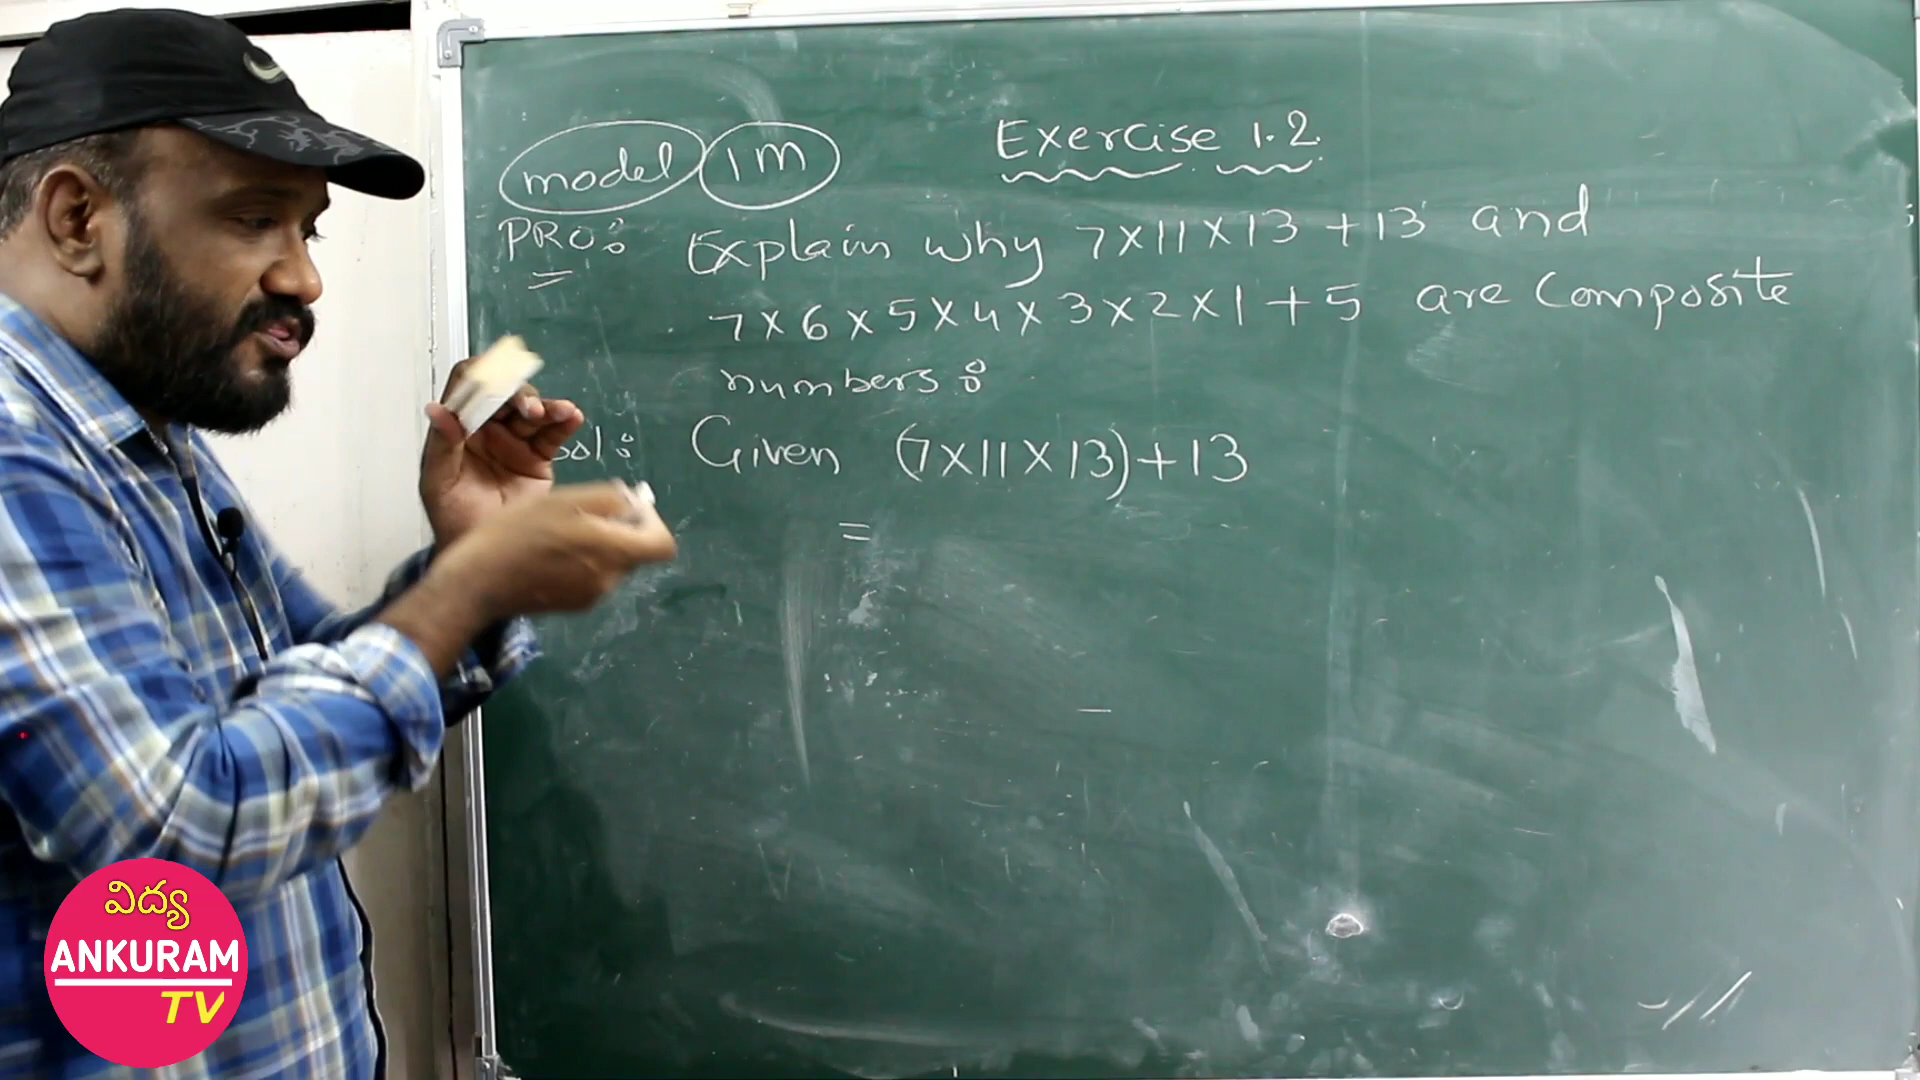 model 1M
Exercise 1.2
PRO:
Explain why 7×11×13 +13 and
7×6×5×4×3×2×1+5 are composite
numbers:
Sol: Given (7×11×13)+13
=
విద్య
ANKURAM
TV